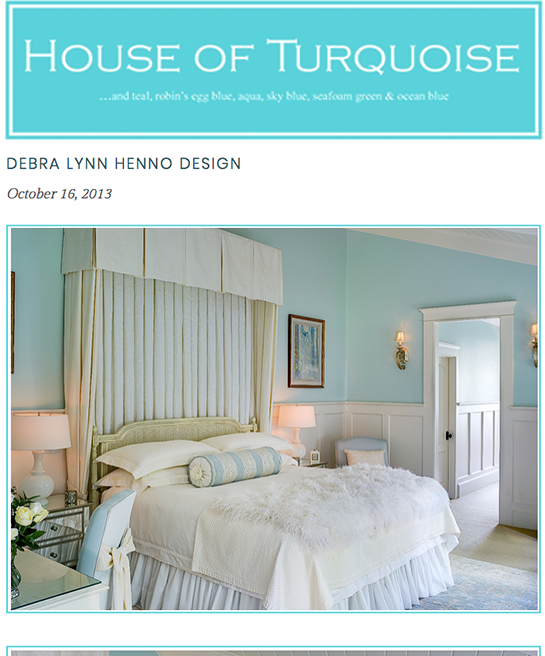 HOUSE OF TURQUOISE
...and teal, robin's egg blue, aqua, sky blue, seafoam green & ocean blue
DEBRA LYNN HENNO DESIGN
October 16, 2013